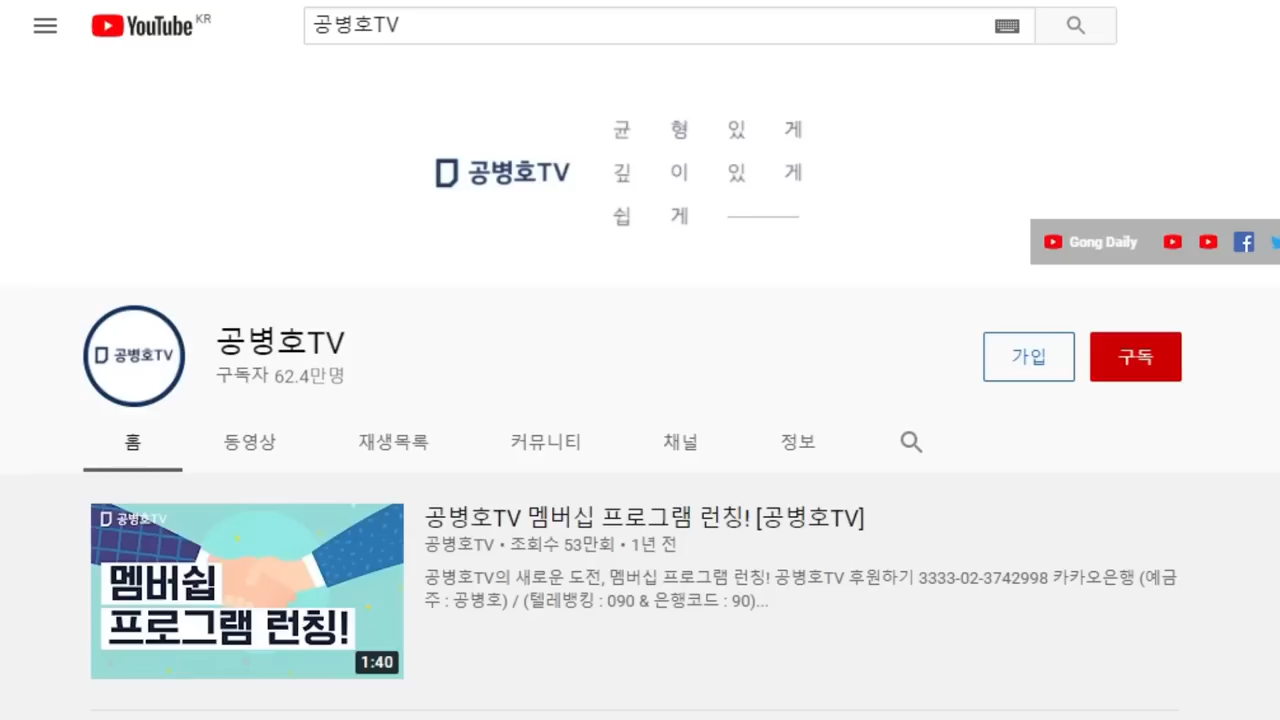 YouTube KR
공병호TV
균 형 있 게
공병호TV
깊 이 있 게
쉽 게
Gong Daily
공병호TV
공병호TV
구독자 62.4만명
가입
구독
홈
동영상
재생목록
커뮤니티
채널
정보
공병호TV
멤버쉽
프로그램 런칭!
1:40
공병호TV 멤버십 프로그램 런칭! [공병호TV]
공병호TV • 조회수 53만회 • 1년 전
공병호TV의 새로운 도전, 멤버십 프로그램 런칭! 공병호TV 후원하기 3333-02-3742998 카카오은행 (예금
주 : 공병호) / (텔레뱅킹 : 090 & 은행코드 : 90)...